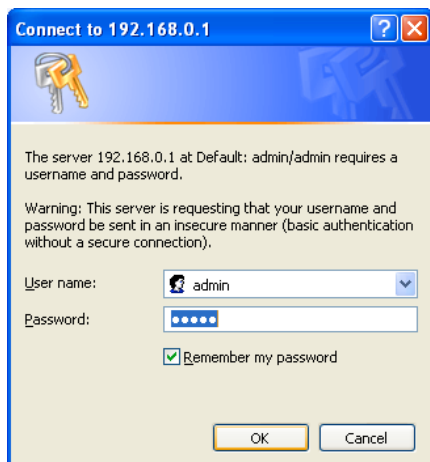 Connect to 192.168.0.1
The server 192.168.0.1 at Default: admin/admin requires a
username and password.
Warning: This server is requesting that your username and
password be sent in an insecure manner (basic authentication
without a secure connection).
User name:
admin
Password:
•••••
Remember my password
OK
Cancel